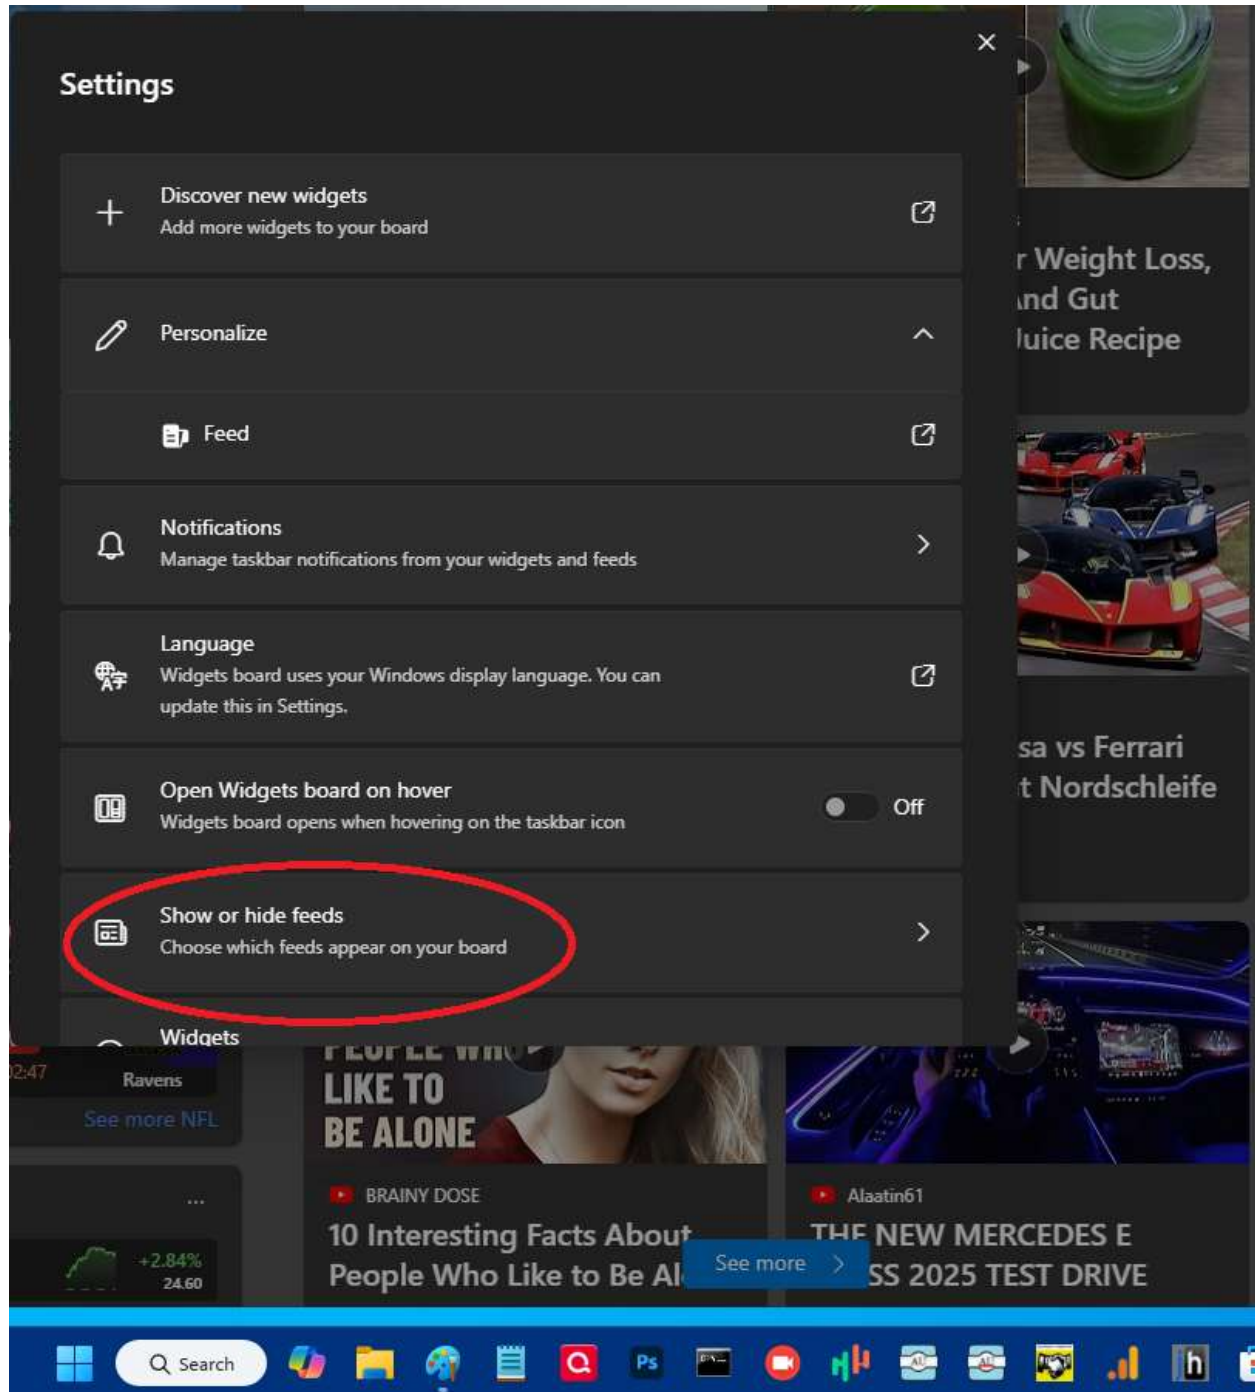 Settings
Discover new widgets
Add more widgets to your board
Personalize
Feed
Notifications
Manage taskbar notifications from your widgets and feeds
Language
Widgets board uses your Windows display language. You can
update this in Settings.
Open Widgets board on hover
Widgets board opens when hovering on the taskbar icon
Off
Show or hide feeds
Choose which feeds appear on your board
Widgets
Weight Loss,
And Gut
Juice Recipe
vs Ferrari
Nordschleife
02:47
Ravens
See more NFL
...
+2.84%
24.60
PEOPLE WHO
LIKE TO
BE ALONE
BRAINY DOSE
10 Interesting Facts About
People Who Like to Be Al
Alaatin61
THE NEW MERCEDES E
SS 2025 TEST DRIVE
See more
Search
Ps
h